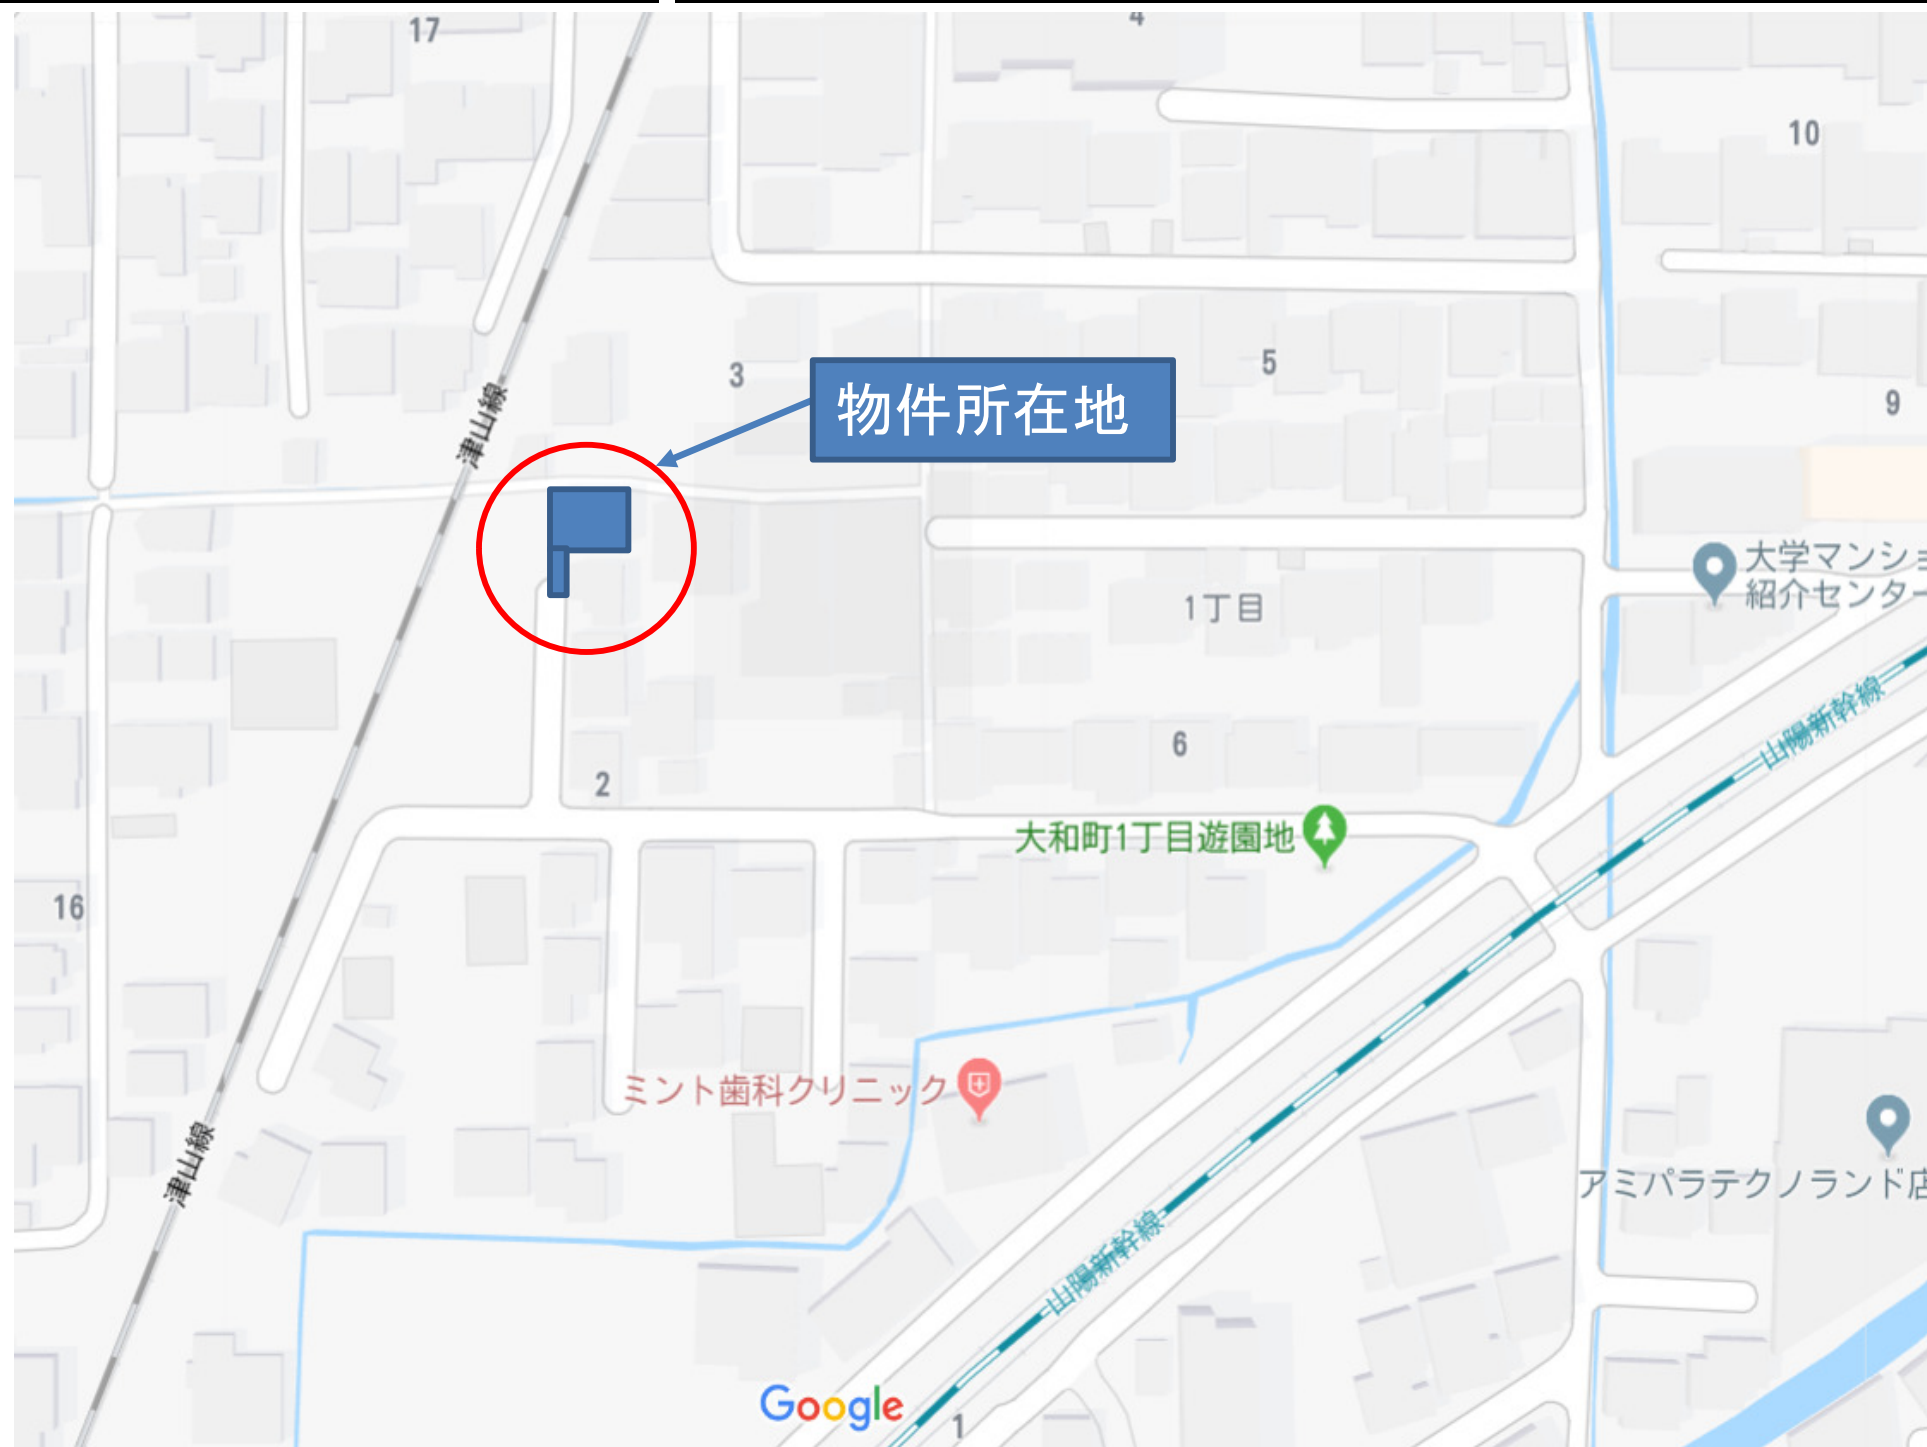 17
4
10
3
5
物件所在地
9
津山線
大学マンショ
紹介センター
1丁目
山陽新幹線
6
2
大和町1丁目遊園地
16
ミント歯科クリニック
津山線
アミパラテクノランド店
山陽新幹線
Google
1